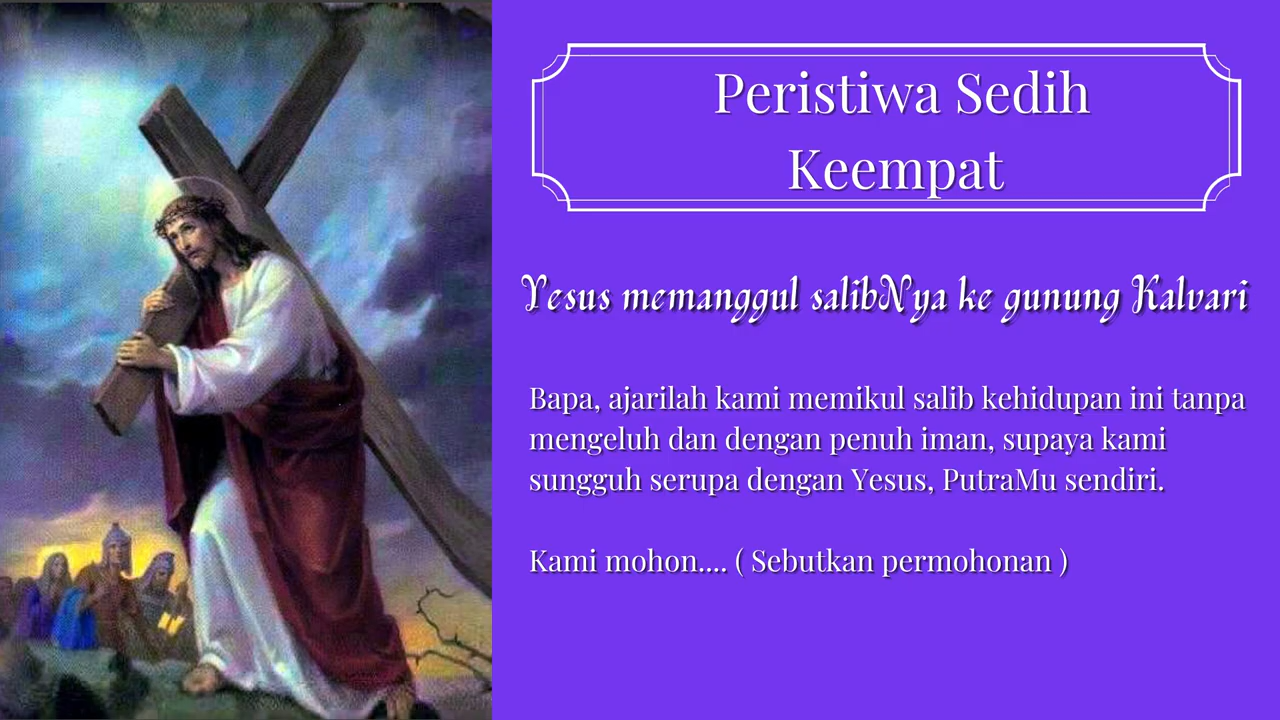 Peristiwa Sedih
Keempat
Yesus memanggul salibNya ke gunung Kalvari
Bapa, ajarilah kami memikul salib kehidupan ini tanpa
mengeluh dan dengan penuh iman, supaya kami
sungguh serupa dengan Yesus, PutraMu sendiri.
Kami mohon.... ( Sebutkan permohonan )